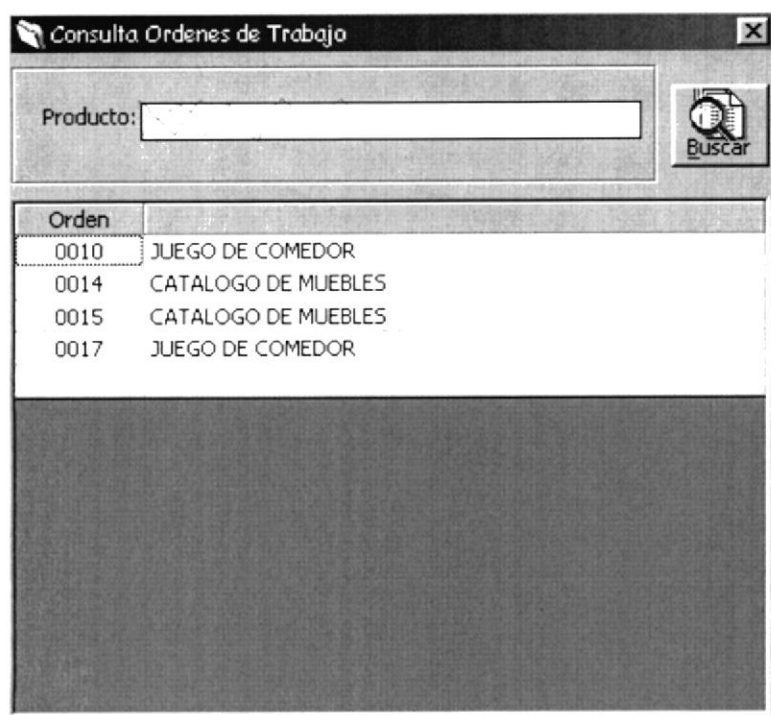 Consulta Ordenes de Trabajo
Producto:
Buscar
Orden
0010 JUEGO DE COMEDOR
0014 CATALOGO DE MUEBLES
0015 CATALOGO DE MUEBLES
0017 JUEGO DE COMEDOR